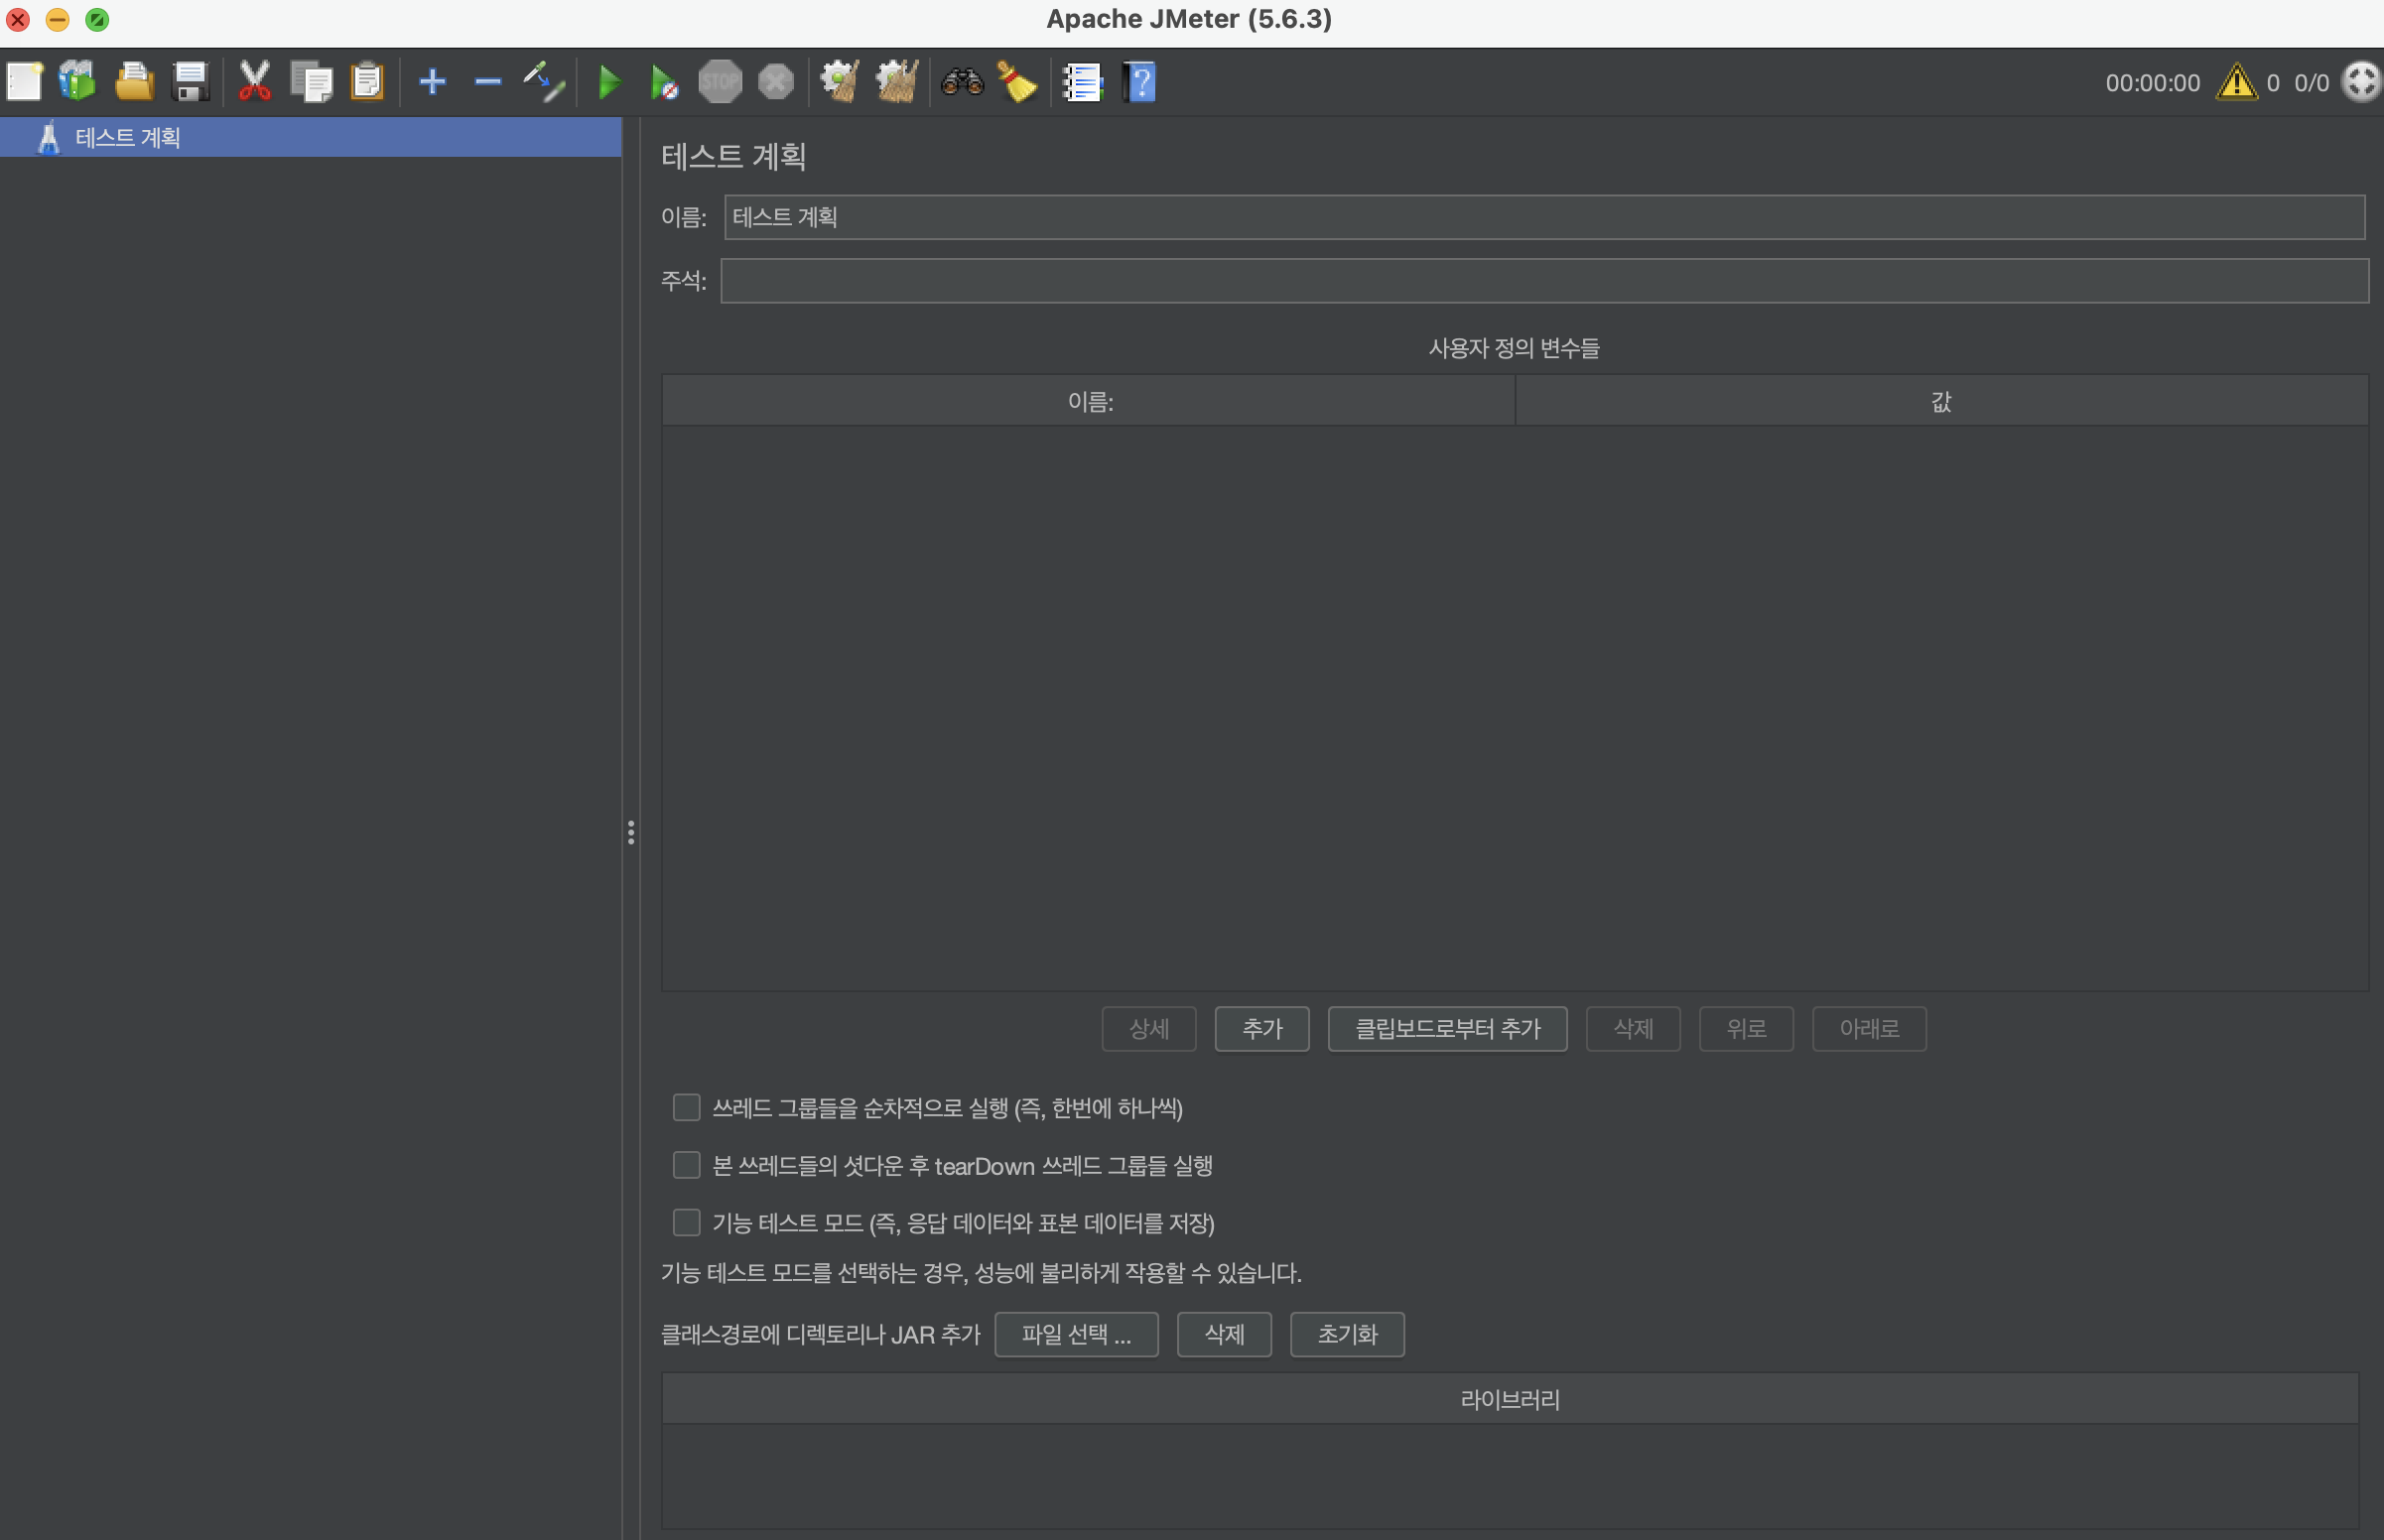 Apache JMeter (5.6.3)
STOP
00:00:00 0 0/0
테스트 계획
테스트 계획
이름: 테스트 계획
주석:
사용자 정의 변수들
이름: 값
상세 추가 클립보드로부터 추가 삭제 위로 아래로
쓰레드 그룹들을 순차적으로 실행 (즉, 한번에 하나씩)
본 쓰레드들의 셧다운 후 tearDown 쓰레드 그룹들 실행
기능 테스트 모드 (즉, 응답 데이터와 표본 데이터를 저장)
기능 테스트 모드를 선택하는 경우, 성능에 불리하게 작용할 수 있습니다.
클래스경로에 디렉토리나 JAR 추가 파일 선택 ... 삭제 초기화
라이브러리